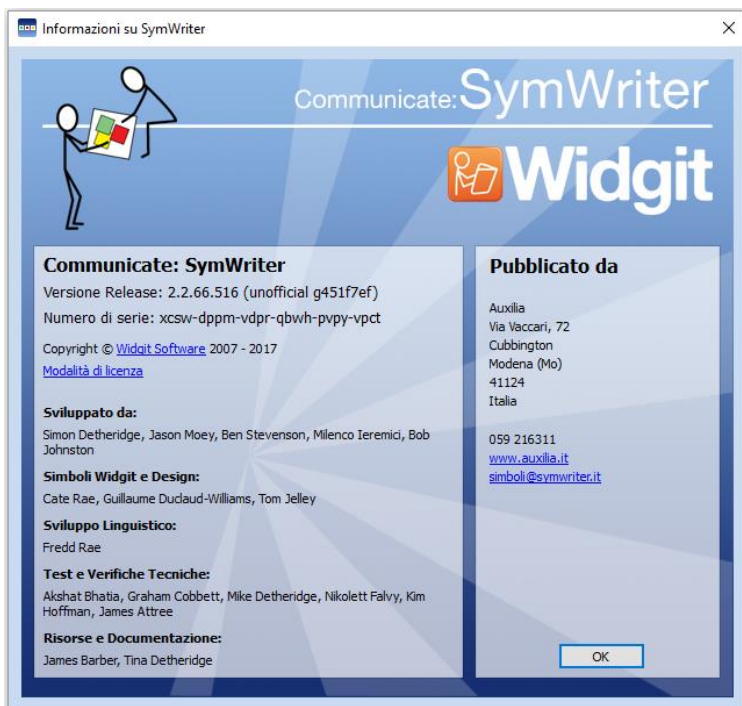 Informazioni su SymWriter
Communicate: SymWriter
Widgit
Communicate: SymWriter
Versione Release: 2.2.66.516 (unofficial g451f7ef)
Numero di serie: xcsw-dppm-vdpr-qbwh-pvpy-vpct
Copyright © Widgit Software 2007 - 2017
Modalità di licenza
Sviluppato da:
Simon Detheridge, Jason Moey, Ben Stevenson, Milenco Ieremici, Bob
Johnston
Simboli Widgit e Design:
Cate Rae, Guillaume Duclaud-Williams, Tom Jelley
Sviluppo Linguistico:
Fredd Rae
Test e Verifiche Tecniche:
Akshat Bhatia, Graham Cobbett, Mike Detheridge, Nikolett Falvy, Kim
Hoffman, James Attree
Risorse e Documentazione:
James Barber, Tina Detheridge
Pubblicato da
Auxilia
Via Vaccari, 72
Cubbington
Modena (Mo)
41124
Italia
059 216311
www.auxilia.it
simboli@symwriter.it
OK